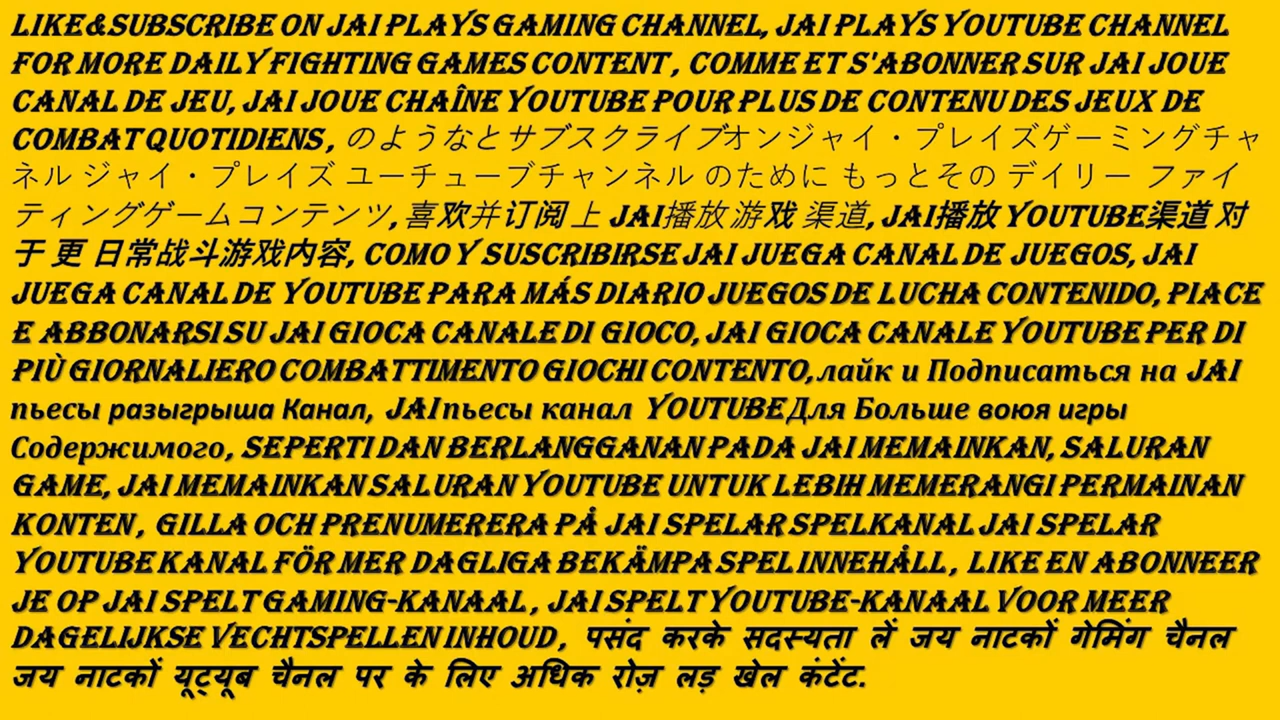 LIKE&SUBSCRIBE ON JAI PLAYS GAMING CHANNEL, JAI PLAYS YOUTUBE CHANNEL
FOR MORE DAILY FIGHTING GAMES CONTENT , COMME ET S'ABONNER SUR JAI JOUE
CANAL DE JEU, JAI JOUE CHAÎNE YOUTUBE POUR PLUS DE CONTENU DES JEUX DE
COMBAT QUOTIDIENS , のようなとサブスクライブオンジャイ・プレイズゲーミングチャ
ネル ジャイ・プレイズ ユーチューブチャンネル のために もっとその デイリー ファイ
ティングゲームコンテンツ, 喜欢并订阅 上 JAI播放 游戏 渠道, JAI播放 YOUTUBE渠道 对
于 更 日常战斗游戏内容, COMO Y SUSCRIBIRSE JAI JUEGA CANAL DE JUEGOS, JAI
JUEGA CANAL DE YOUTUBE PARA MÁS DIARIO JUEGOS DE LUCHA CONTENIDO, PIACE
E ABBONARSI SU JAI GIOCA CANALE DI GIOCO, JAI GIOCA CANALE YOUTUBE PER DI
PIÙ GIORNALIERO COMBATTIMENTO GIOCHI CONTENTO, лайк и Подписаться на JAI
пьесы разыгрыша Канал, JAI пьесы канал YOUTUBE Для Больше воюя игры
Содержимого, SEPERTI DAN BERLANGGANAN PADA JAI MEMAINKAN, SALURAN
GAME, JAI MEMAINKAN SALURAN YOUTUBE UNTUK LEBIH MEMERANGI PERMAINAN
KONTEN , GILLA OCH PRENUMERERA PÅ JAI SPELAR SPELKANAL JAI SPELAR
YOUTUBE KANAL FÖR MER DAGLIGA BEKÄMPA SPEL INNEHÅLL , LIKE EN ABONNEER
JE OP JAI SPELT GAMING-KANAAL , JAI SPELT YOUTUBE-KANAAL VOOR MEER
DAGELIJKSE VECHTSPELLEN INHOUD , पसंद करके सदस्यता लें जय नाटकों गेमिंग चैनल
जय नाटकों यूट्यूब चैनल पर के लिए अधिक रोज़ लड़ खेल कंटेंट.